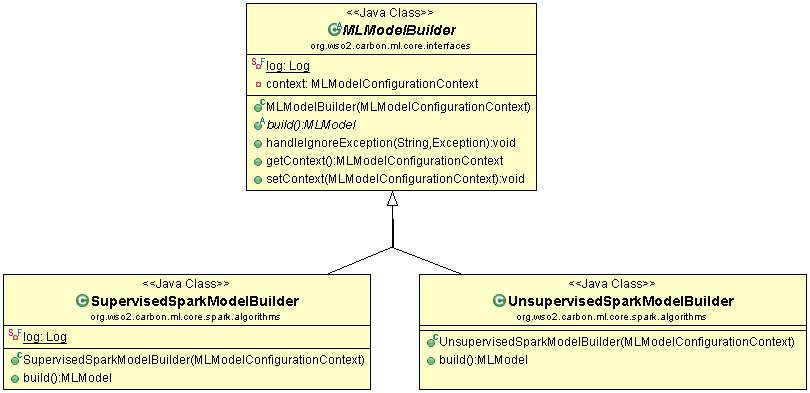 <<Java Class>>
MLModelBuilder
org.wso2.carbon.ml.core.interfaces
log: Log
context: MLModelConfigurationContext
MLModelBuilder(MLModelConfigurationContext)
build():MLModel
handleIgnoreException(String,Exception):void
getContext():MLModelConfigurationContext
setContext(MLModelConfigurationContext):void
<<Java Class>>
SupervisedSparkModelBuilder
org.wso2.carbon.ml.core.spark.algorithms
log: Log
SupervisedSparkModelBuilder(MLModelConfigurationContext)
build():MLModel
<<Java Class>>
UnsupervisedSparkModelBuilder
org.wso2.carbon.ml.core.spark.algorithms
UnsupervisedSparkModelBuilder(MLModelConfigurationContext)
build():MLModel